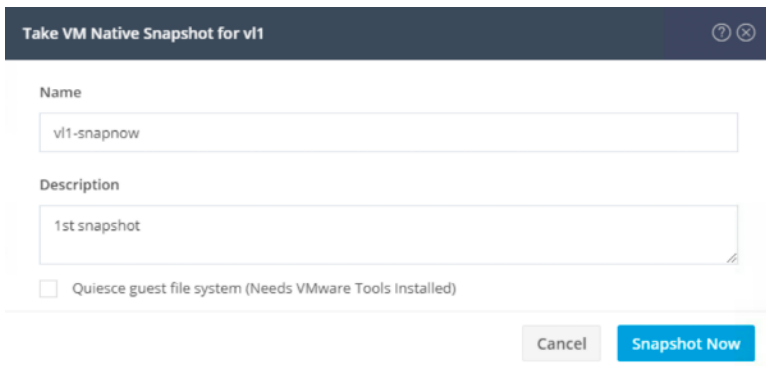 Take VM Native Snapshot for vl1
Name
vl1-snapnow
Description
1st snapshot
Quiesce guest file system (Needs VMware Tools Installed)
Cancel
Snapshot Now